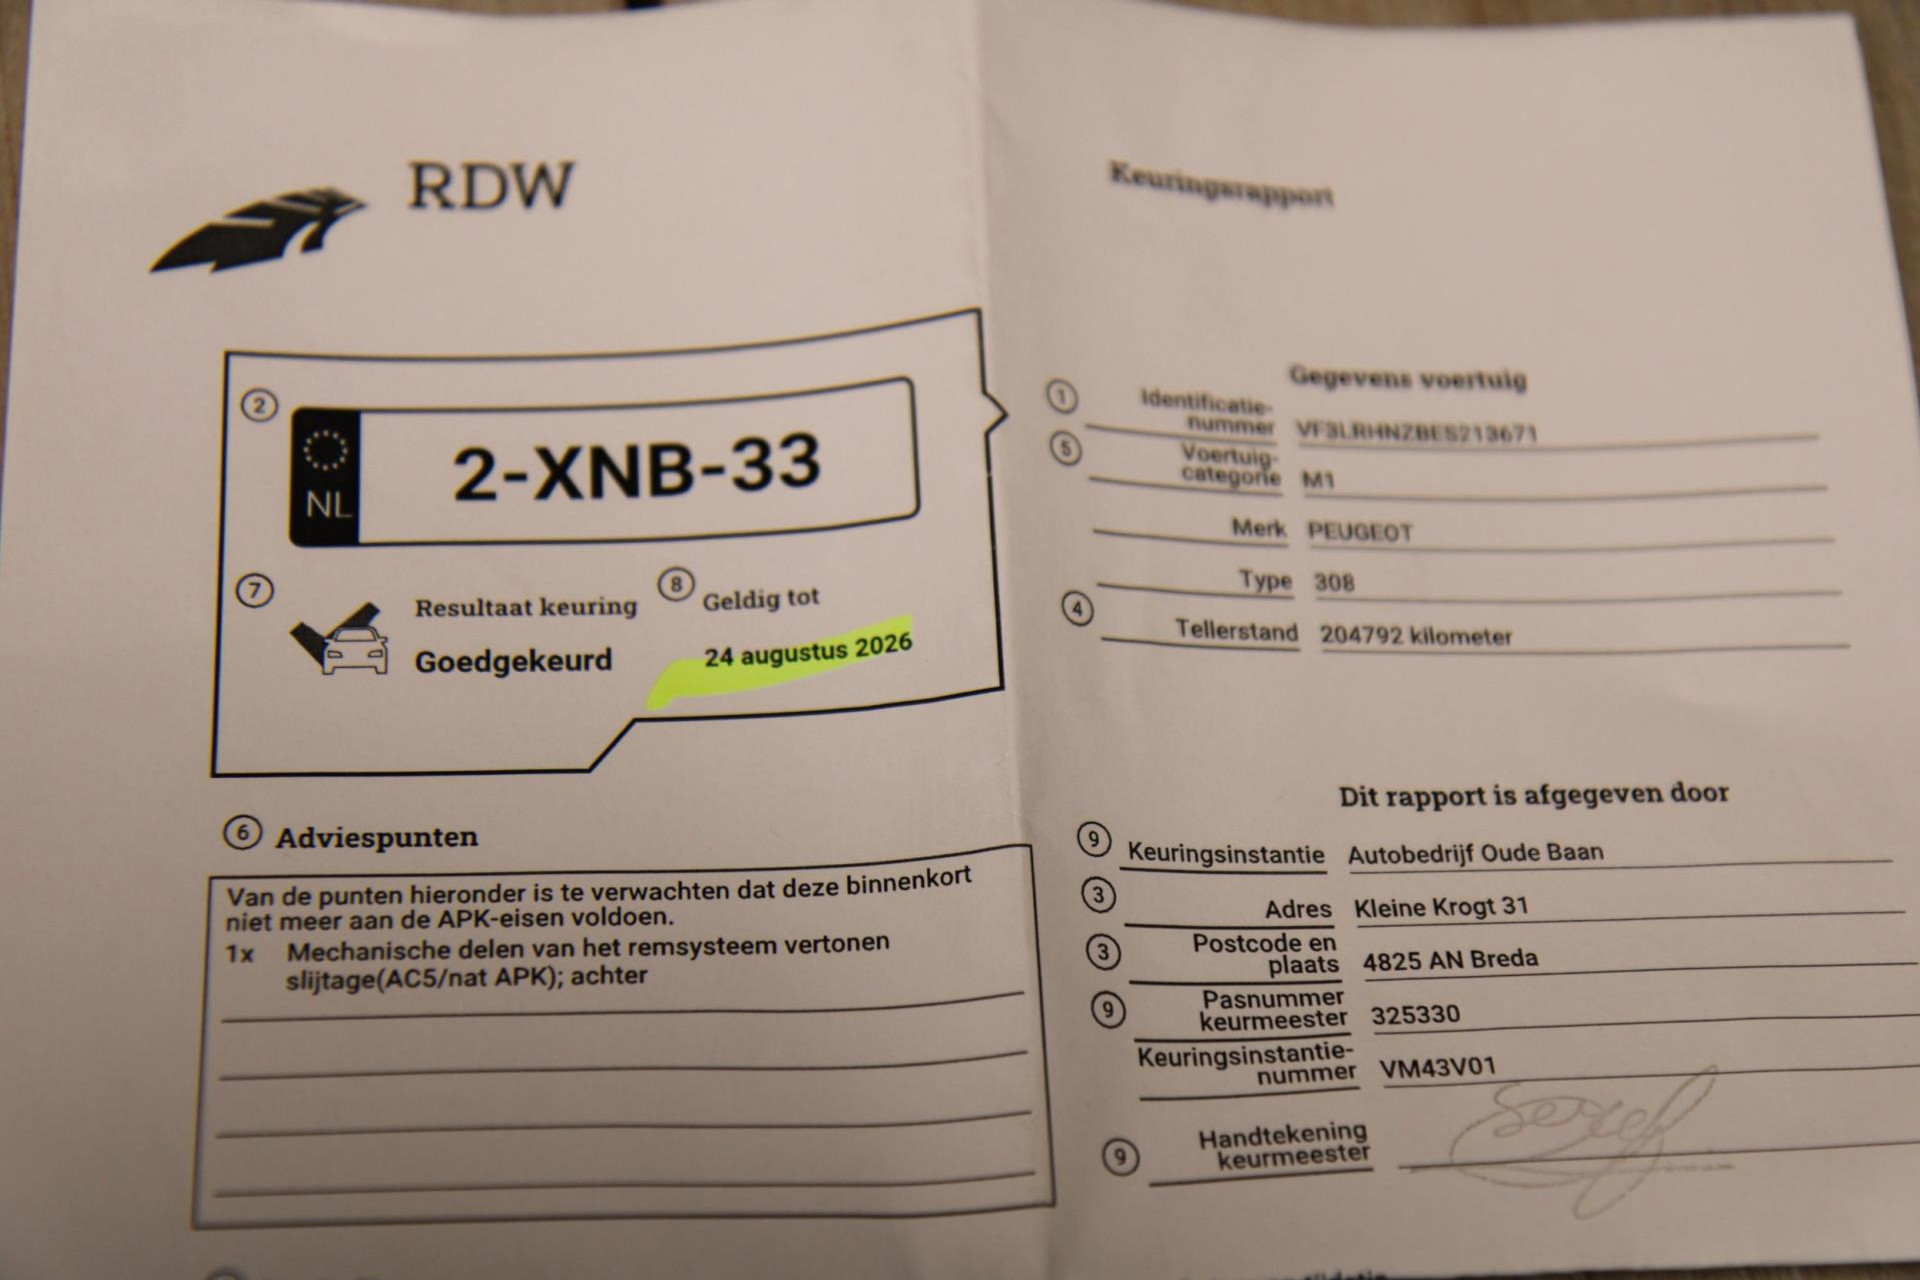 RDW
Keuringsrapport
2
NL
2-XNB-33
7
Resultaat keuring
Goedgekeurd
8
Geldig tot
24 augustus 2026
6 Adviespunten
Van de punten hieronder is te verwachten dat deze binnenkort
niet meer aan de APK-eisen voldoen.
1x Mechanische delen van het remsysteem vertonen
slijtage(AC5/nat APK); achter
Gegevens voertuig
1 Identificatie-
nummer VF3LRHNZBES213671
5 Voertuig-
categorie M1
Merk PEUGEOT
Type 308
4 Tellerstand 204792 kilometer
Dit rapport is afgegeven door
9 Keuringsinstantie Autobedrijf Oude Baan
3 Adres Kleine Krogt 31
3 Postcode en
plaats 4825 AN Breda
9 Pasnummer
keurmeester 325330
Keuringsinstantie-
nummer VM43V01
9 Handtekening
keurmeester